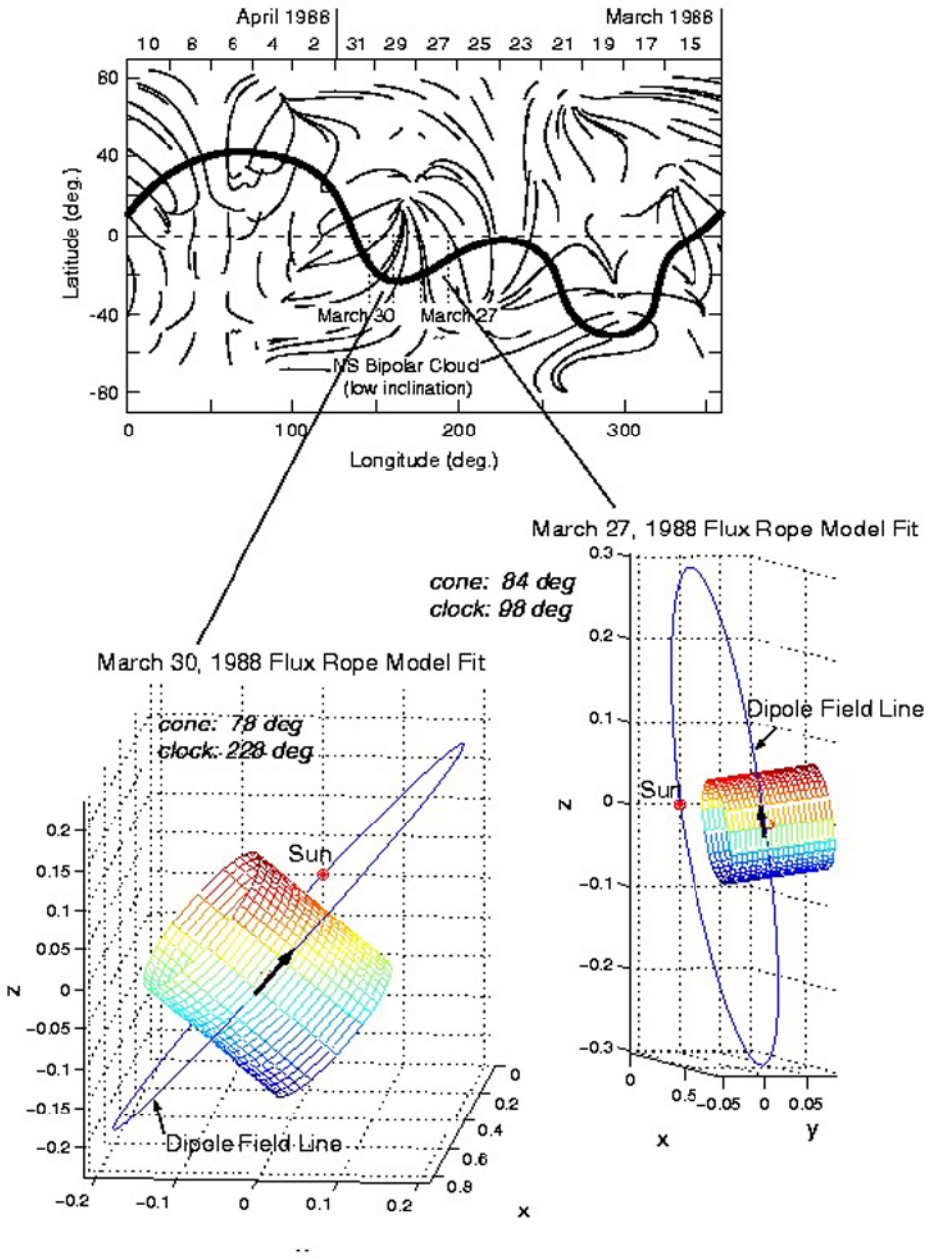 April 1988 March 1988
10 8 6 4 2 31 29 27 25 23 21 19 17 15
80
40
0
-40
-80
Latitude (deg.)
March 30 March 27
NS Bipolar Cloud
(low inclination)
0 100 200 300
Longitude (deg.)
March 27, 1988 Flux Rope Model Fit
cone: 84 deg
clock: 98 deg
0.3
0.2
0.1
0
-0.1
-0.2
-0.3
z
Dipole Field Line
Sun
0 0.5 -0.05 0 0.05
x y
March 30, 1988 Flux Rope Model Fit
cone: 78 deg
clock: 228 deg
Sun
0.2
0.15
0.1
0.05
0
-0.05
-0.1
-0.15
-0.2
z
Dipole Field Line
0
0.2
0.4
0.6
0.8
-0.2 -0.1 0 0.1 0.2
x